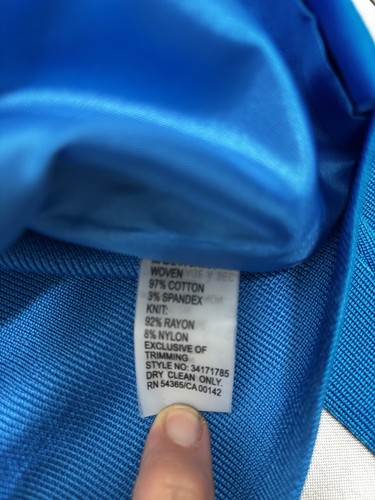 WOVEN
97% COTTON
3% SPANDEX
KNIT:
92% RAYON
8% NYLON
EXCLUSIVE OF
TRIMMING
STYLE NO: 34171785
DRY CLEAN ONLY.
RN 54365/CA 00142